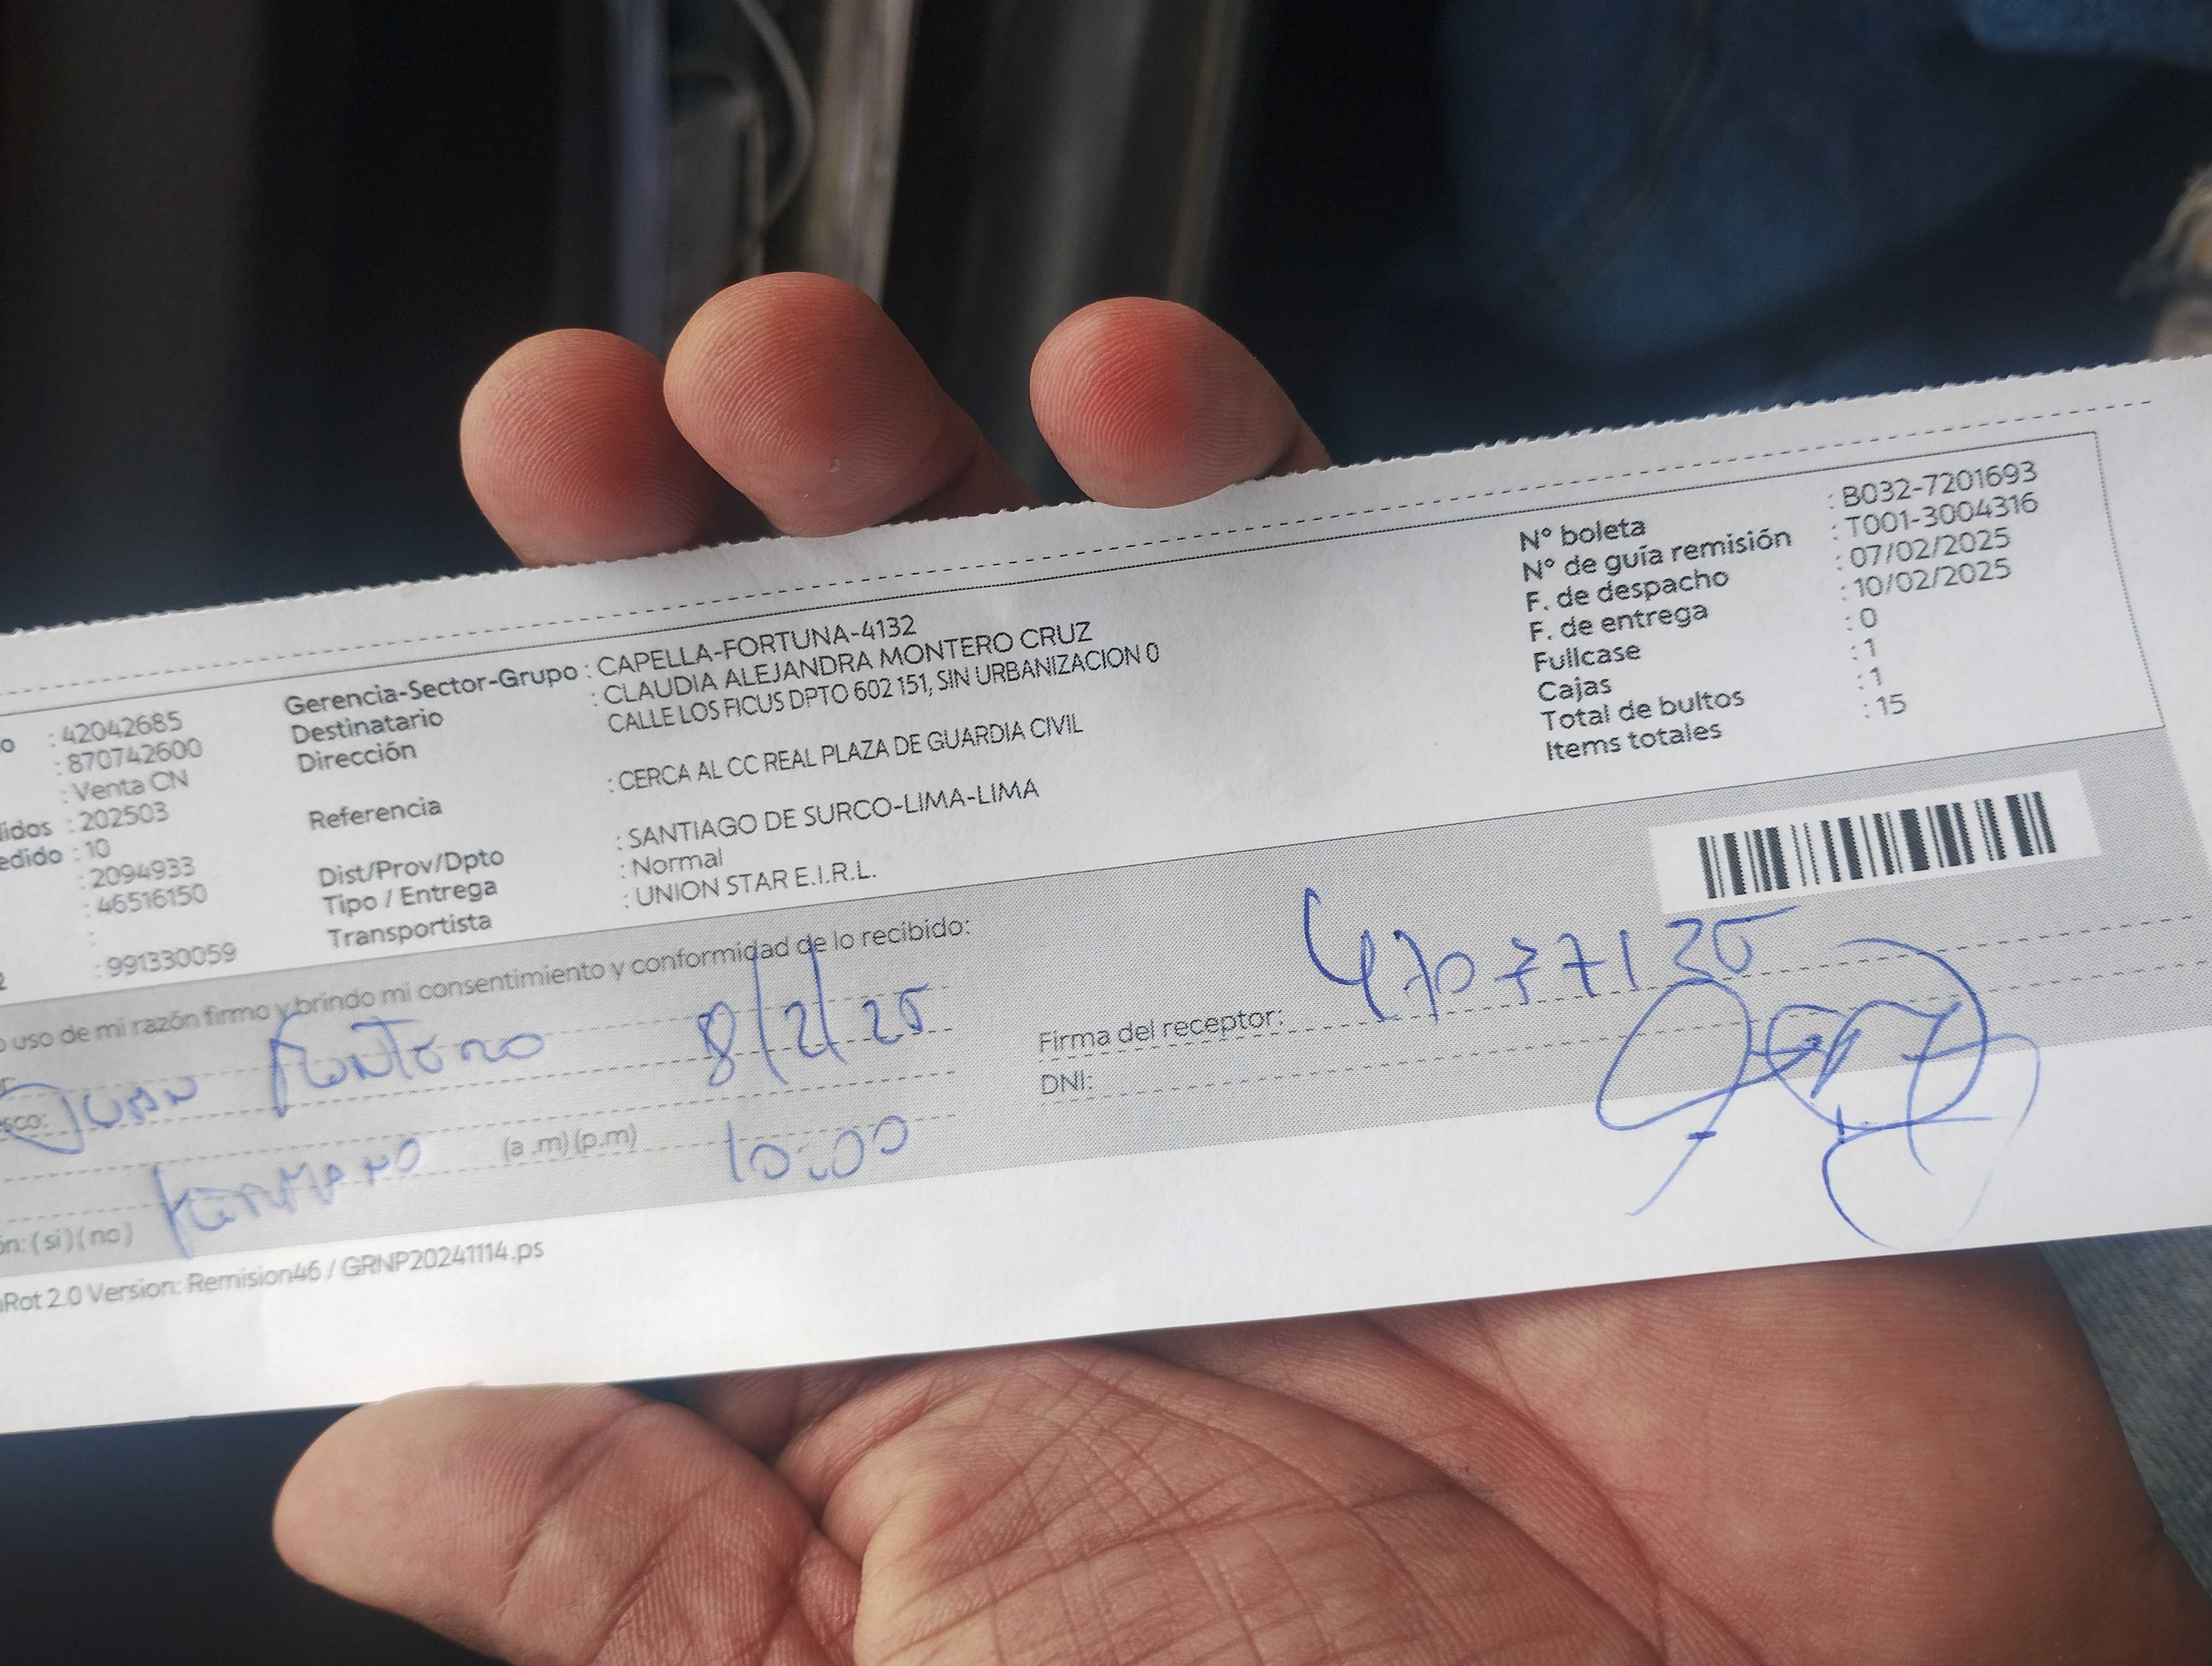 Gerencia-Sector-Grupo : CAPELLA-FORTUNA-4132
Destinatario : CLAUDIA ALEJANDRA MONTERO CRUZ
Dirección CALLE LOS FICUS DPTO 602 151, SIN URBANIZACION 0
Referencia : CERCA AL CC REAL PLAZA DE GUARDIA CIVIL
Dist/Prov/Dpto : SANTIAGO DE SURCO-LIMA-LIMA
Tipo / Entrega : Normal
Transportista : UNION STAR E.I.R.L.
o : 42042685
: 870742600
: Venta CN
idos : 202503
edido : 10
: 2094933
: 46516150
:
2 : 991330059
N° boleta : B032-7201693
N° de guía remisión : T001-3004316
F. de despacho : 07/02/2025
F. de entrega : 10/02/2025
Fullcase : 0
Cajas : 1
Total de bultos : 1
Items totales : 15
o uso de mi razón firmo y brindo mi consentimiento y conformidad de lo recibido:
sco: Juan 8/2/25
(a .m) (p.m) 10:00
Firma del receptor: 47077135
DNI:
ón: ( si ) ( no )
Rot 2.0 Version: Remision46 / GRNP20241114.ps